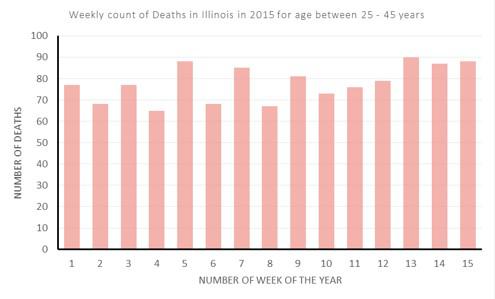 Weekly count of Deaths in Illinois in 2015 for age between 25 - 45 years
100
90
80
70
60
50
40
30
20
10
0
NUMBER OF DEATHS
1 2 3 4 5 6 7 8 9 10 11 12 13 14 15
NUMBER OF WEEK OF THE YEAR